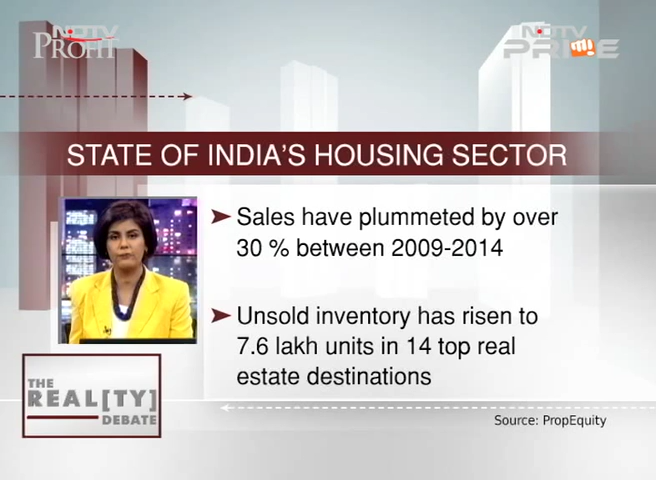 NDTV
PROFIT
NDTV
PRIME
STATE OF INDIA'S HOUSING SECTOR
➤ Sales have plummeted by over
30 % between 2009-2014
➤ Unsold inventory has risen to
7.6 lakh units in 14 top real
estate destinations
THE
REAL[TY]
DEBATE
Source: PropEquity